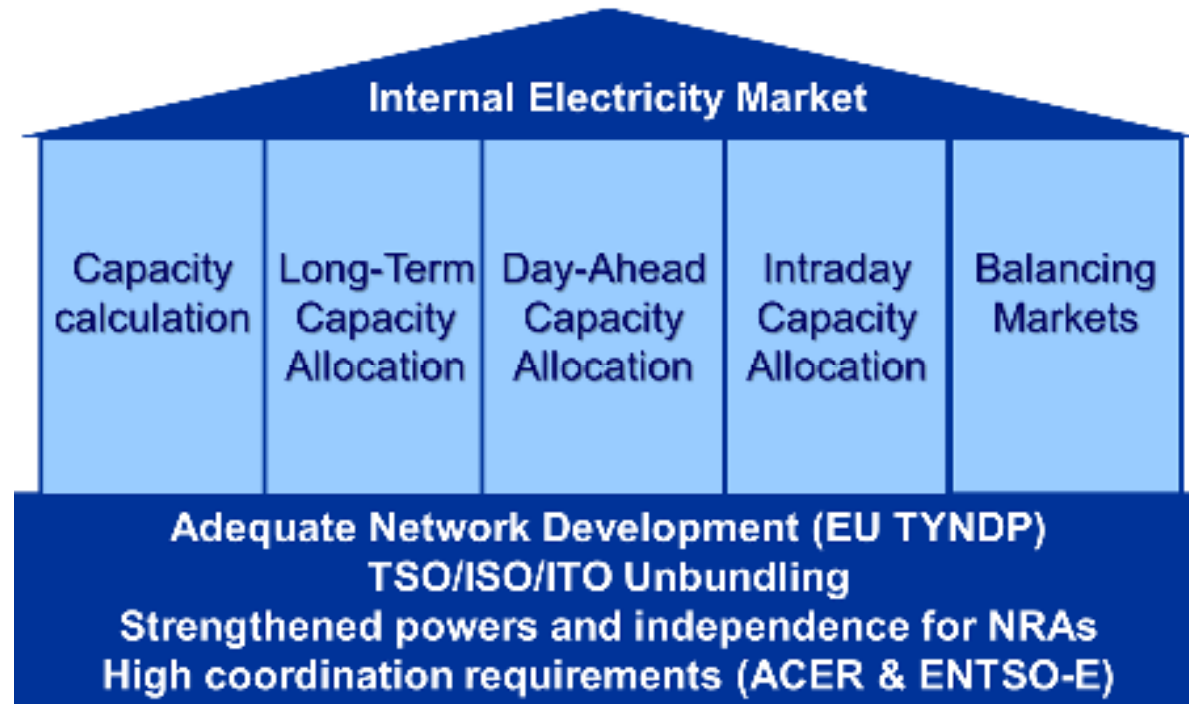 Internal Electricity Market
Capacity
calculation
Long-Term
Capacity
Allocation
Day-Ahead
Capacity
Allocation
Intraday
Capacity
Allocation
Balancing
Markets
Adequate Network Development (EU TYNDP)
TSO/ISO/ITO Unbundling
Strengthened powers and independence for NRAs
High coordination requirements (ACER & ENTSO-E)